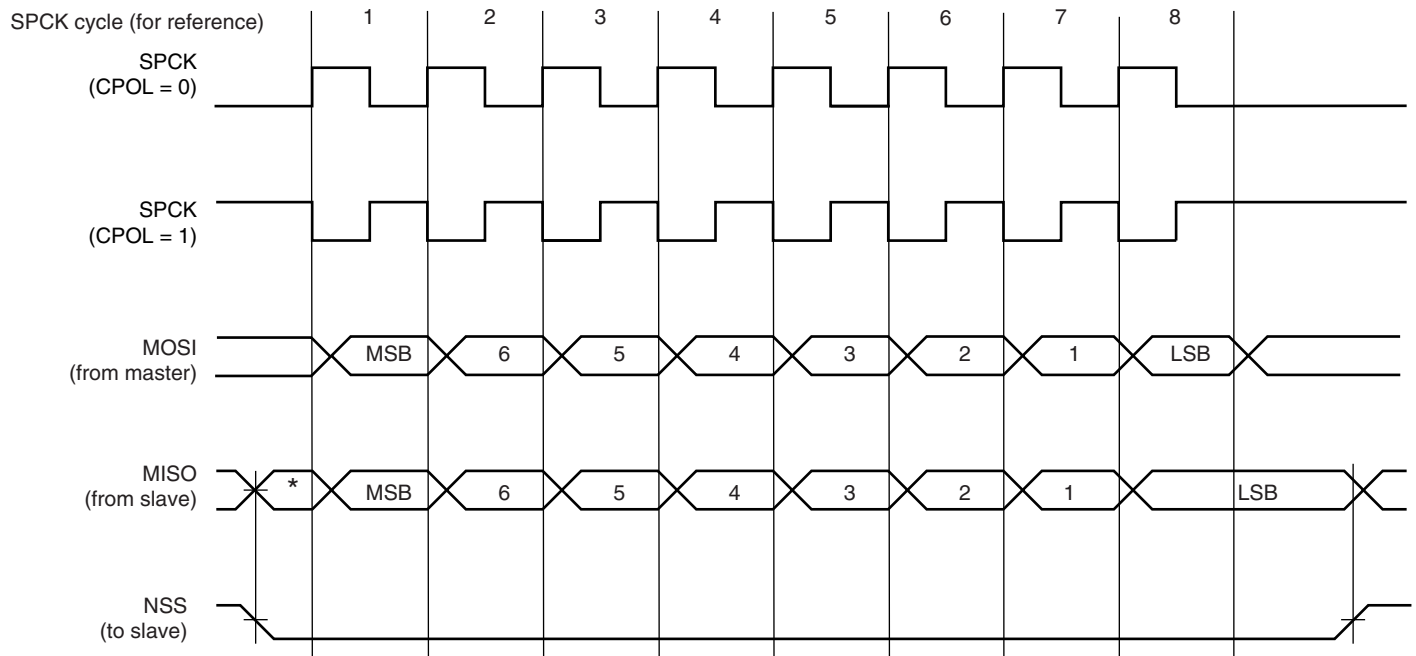 SPCK cycle (for reference) 1 2 3 4 5 6 7 8
SPCK
(CPOL = 0)
SPCK
(CPOL = 1)
MOSI
(from master)
MSB 6 5 4 3 2 1 LSB
MISO
(from slave)
* MSB 6 5 4 3 2 1 LSB
NSS
(to slave)